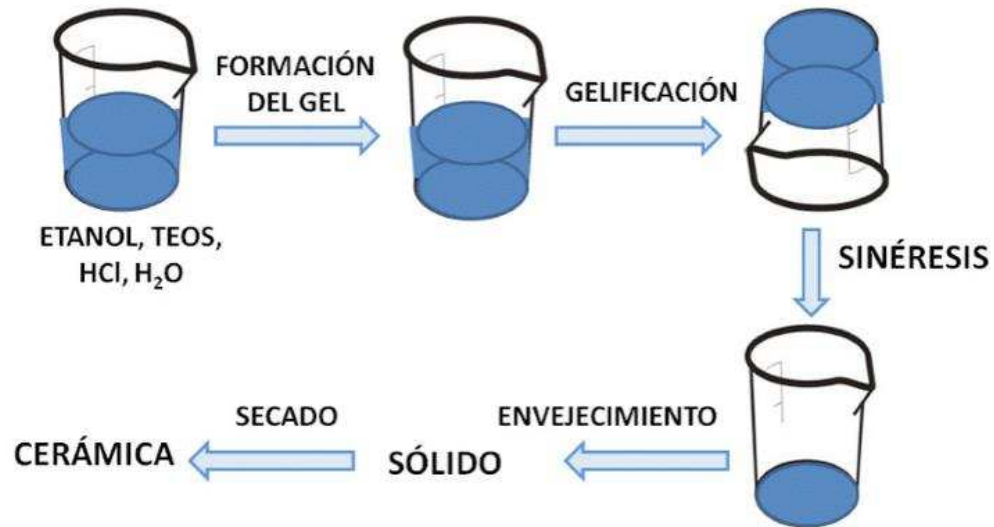 FORMACIÓN
DEL GEL
GELIFICACIÓN
ETANOL, TEOS,
HCl, H₂O
SINÉRESIS
ENVEJECIMIENTO
SÓLIDO
SECADO
CERÁMICA